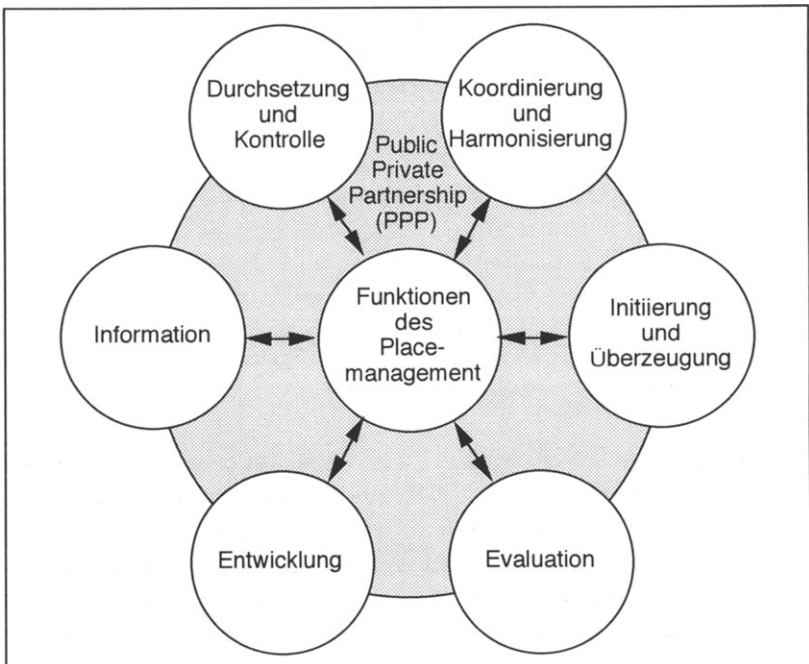 Durchsetzung
und
Kontrolle
Koordinierung
und
Harmonisierung
Public
Private
Partnership
(PPP)
Information
Funktionen
des
Place-
management
Initiierung
und
Überzeugung
Entwicklung
Evaluation